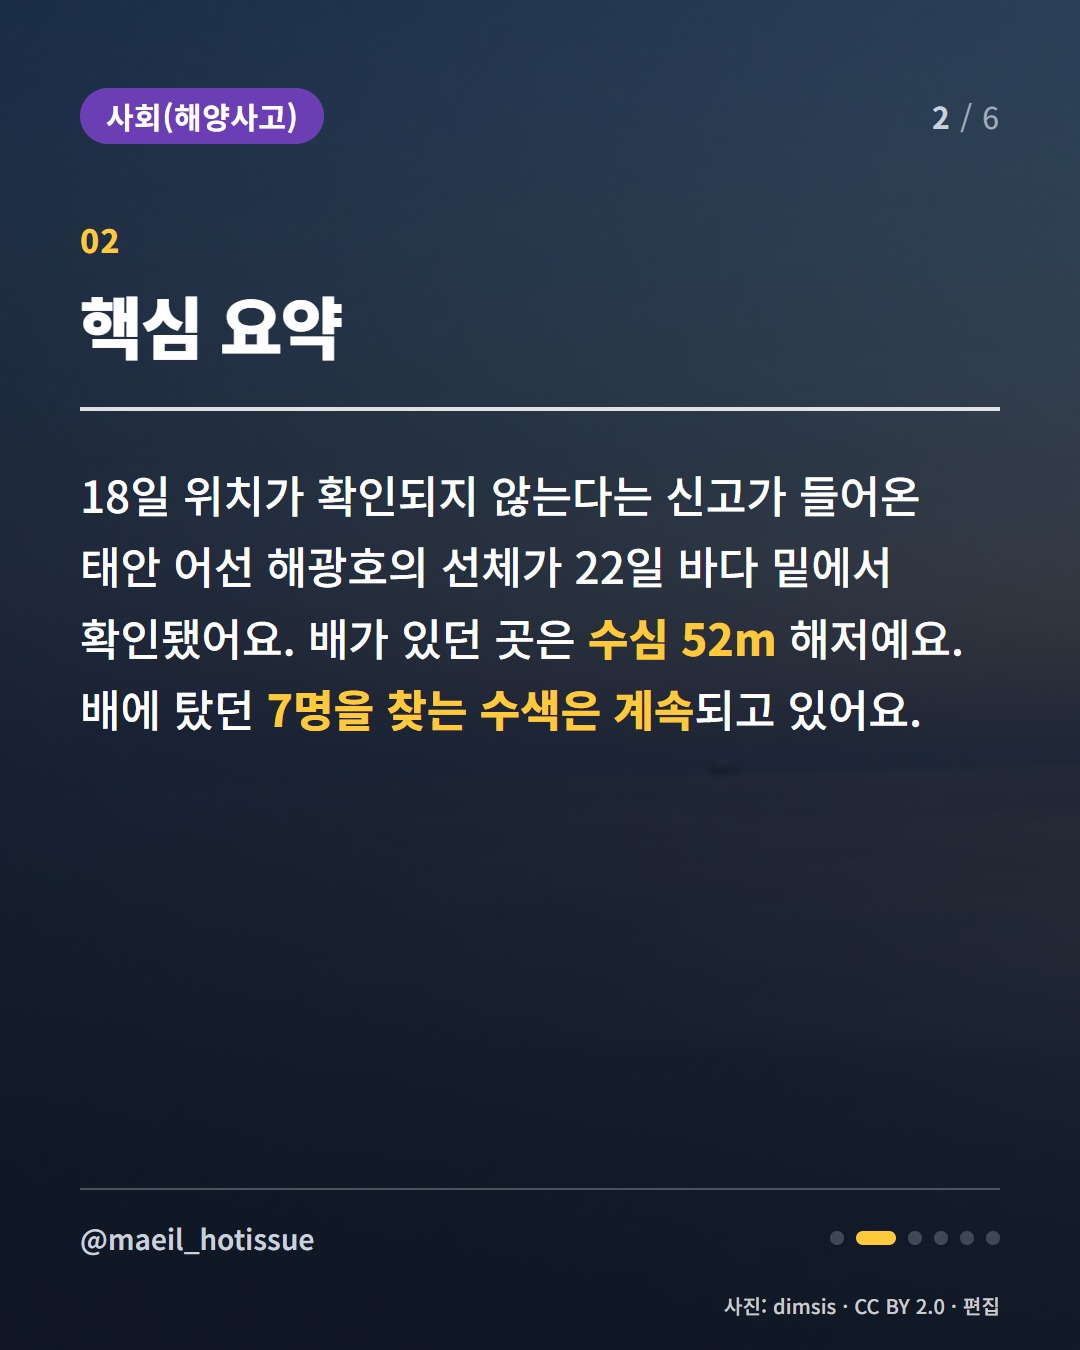 사회(해양사고)
2 / 6
02
핵심 요약
18일 위치가 확인되지 않는다는 신고가 들어온
태안 어선 해광호의 선체가 22일 바다 밑에서
확인됐어요. 배가 있던 곳은 수심 52m 해저예요.
배에 탔던 7명을 찾는 수색은 계속되고 있어요.
@maeil_hotissue
사진: dimsis · CC BY 2.0 · 편집